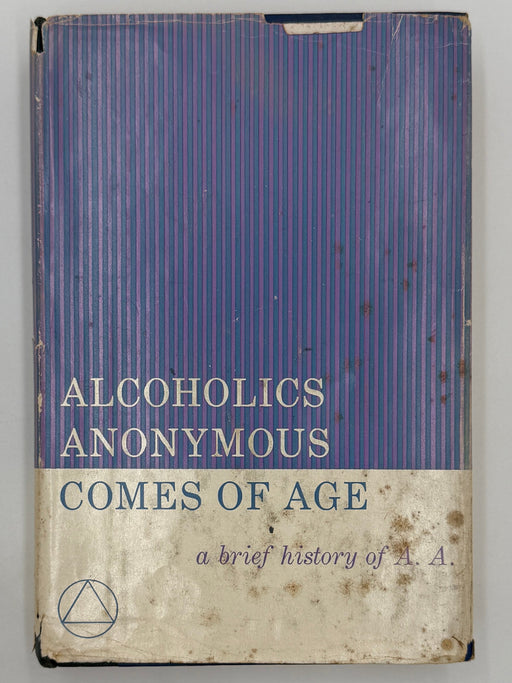 ALCOHOLICS
ANONYMOUS
COMES OF AGE
a brief history of A. A.